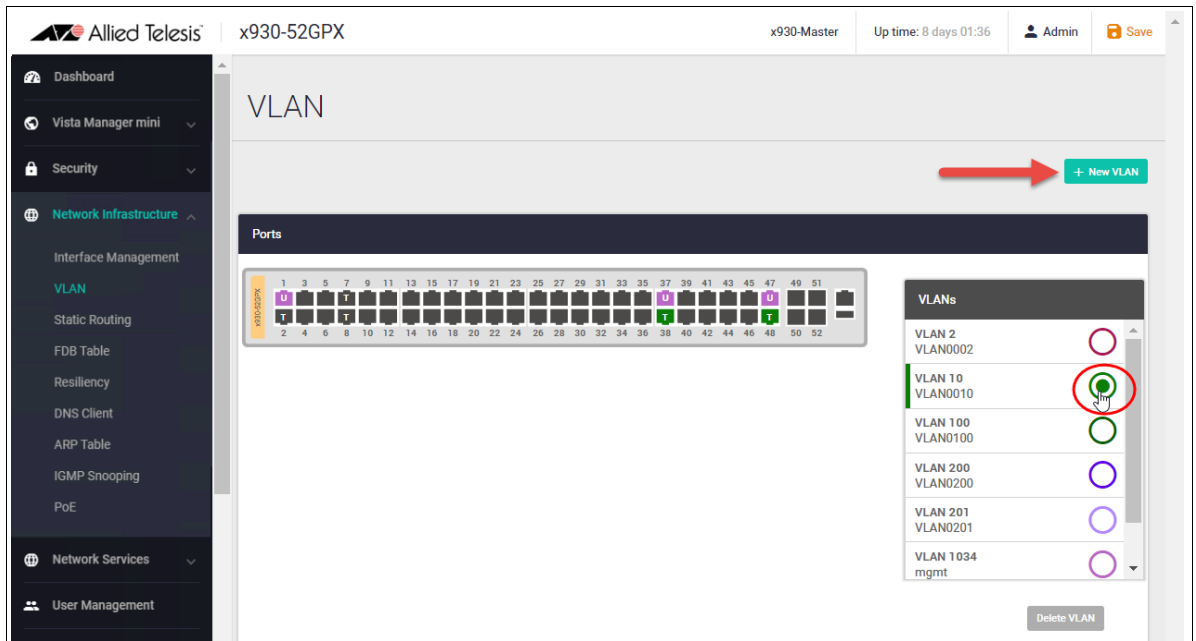 Allied Telesis
x930-52GPX
x930-Master
Up time: 8 days 01:36
Admin
Save
Dashboard
Vista Manager mini
Security
Network Infrastructure
Interface Management
VLAN
Static Routing
FDB Table
Resiliency
DNS Client
ARP Table
IGMP Snooping
PoE
Network Services
User Management
VLAN
+ New VLAN
Ports
x930-52GPX
1 3 5 7 9 11 13 15 17 19 21 23 25 27 29 31 33 35 37 39 41 43 45 47 49 51
U T U U
T T T T
2 4 6 8 10 12 14 16 18 20 22 24 26 28 30 32 34 36 38 40 42 44 46 48 50 52
VLANs
VLAN 2
VLAN0002
VLAN 10
VLAN0010
VLAN 100
VLAN0100
VLAN 200
VLAN0200
VLAN 201
VLAN0201
VLAN 1034
mgmt
Delete VLAN